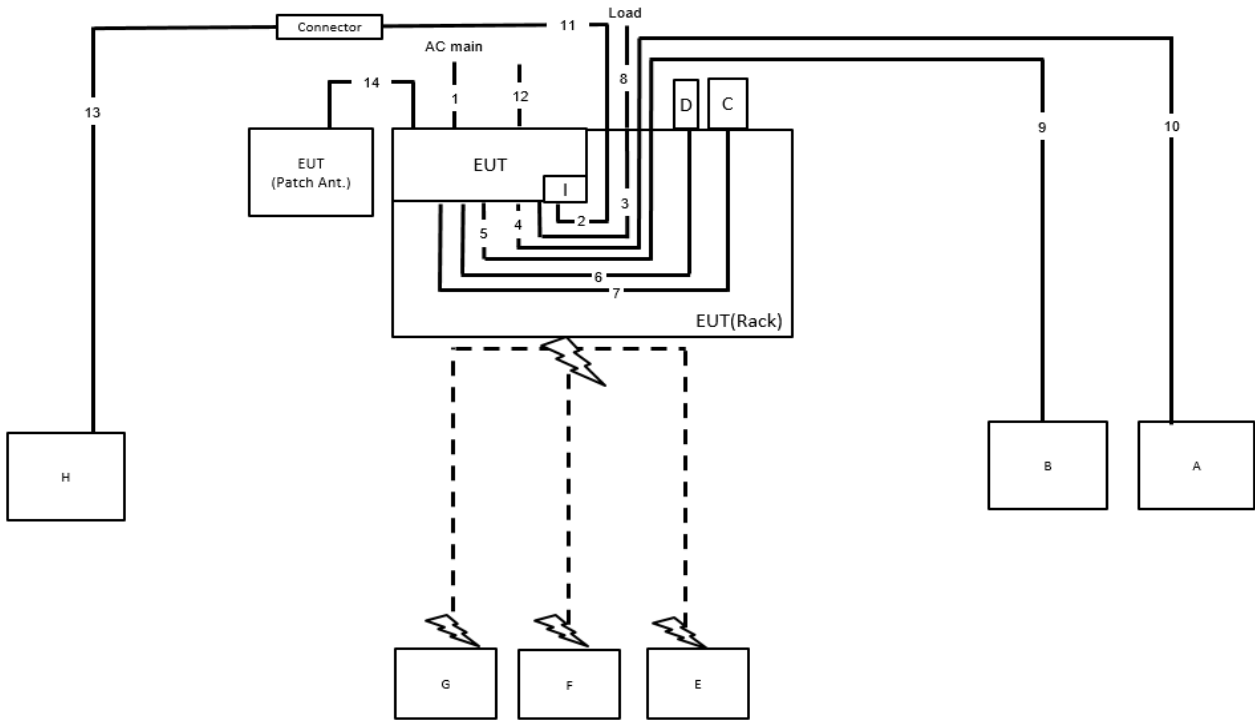 Load
Connector
11
AC main
14
8
1
12
13
D
C
9
10
EUT
(Patch Ant.)
EUT
I
3
2
4
5
6
7
EUT(Rack)
H
B
A
G
F
E